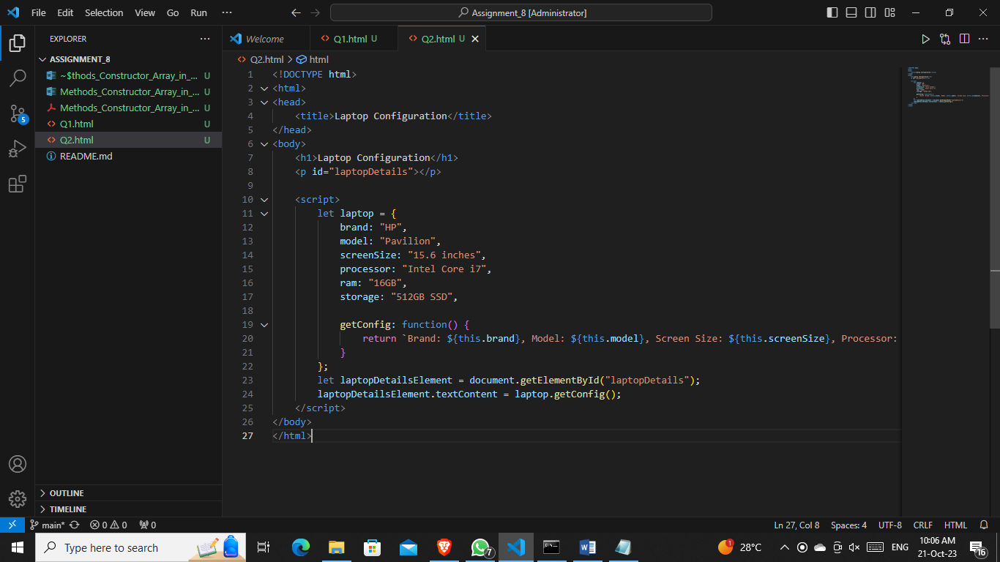 File Edit Selection View Go Run ··· Assignment_8 [Administrator]
EXPLORER ···
ASSIGNMENT_8
~$thods_Constructor_Array_in_... U
Methods_Constructor_Array_in_... U
Methods_Constructor_Array_in_... U
Q1.html U
Q2.html U
README.md
OUTLINE
TIMELINE
Welcome Q1.html U Q2.html U
Q2.html > html
1 <!DOCTYPE html>
2 <html>
3 <head>
4 <title>Laptop Configuration</title>
5 </head>
6 <body>
7 <h1>Laptop Configuration</h1>
8 <p id="laptopDetails"></p>
9
10 <script>
11 let laptop = {
12 brand: "HP",
13 model: "Pavilion",
14 screenSize: "15.6 inches",
15 processor: "Intel Core i7",
16 ram: "16GB",
17 storage: "512GB SSD",
18
19 getConfig: function() {
20 return `Brand: ${this.brand}, Model: ${this.model}, Screen Size: ${this.screenSize}, Processor:
21 }
22 };
23 let laptopDetailsElement = document.getElementById("laptopDetails");
24 laptopDetailsElement.textContent = laptop.getConfig();
25 </script>
26 </body>
27 </html>
5
main* 0 0 0 Ln 27, Col 8 Spaces: 4 UTF-8 CRLF HTML
Type here to search 7 1 28°C ENG 10:06 AM 16
21-Oct-23